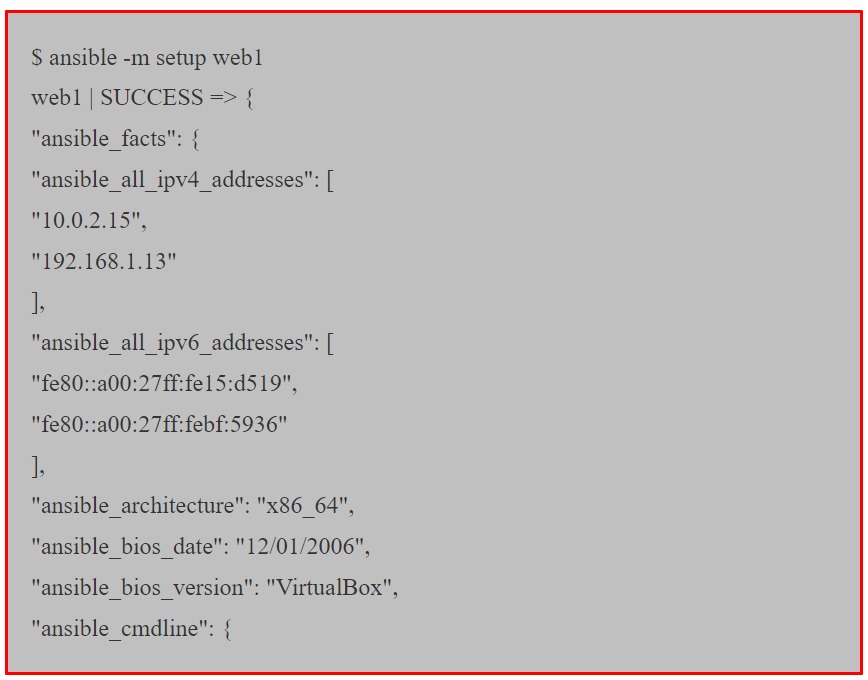 $ ansible -m setup web1
web1 | SUCCESS => {
"ansible_facts": {
"ansible_all_ipv4_addresses": [
"10.0.2.15",
"192.168.1.13"
],
"ansible_all_ipv6_addresses": [
"fe80::a00:27ff:fe15:d519",
"fe80::a00:27ff:febf:5936"
],
"ansible_architecture": "x86_64",
"ansible_bios_date": "12/01/2006",
"ansible_bios_version": "VirtualBox",
"ansible_cmdline": {